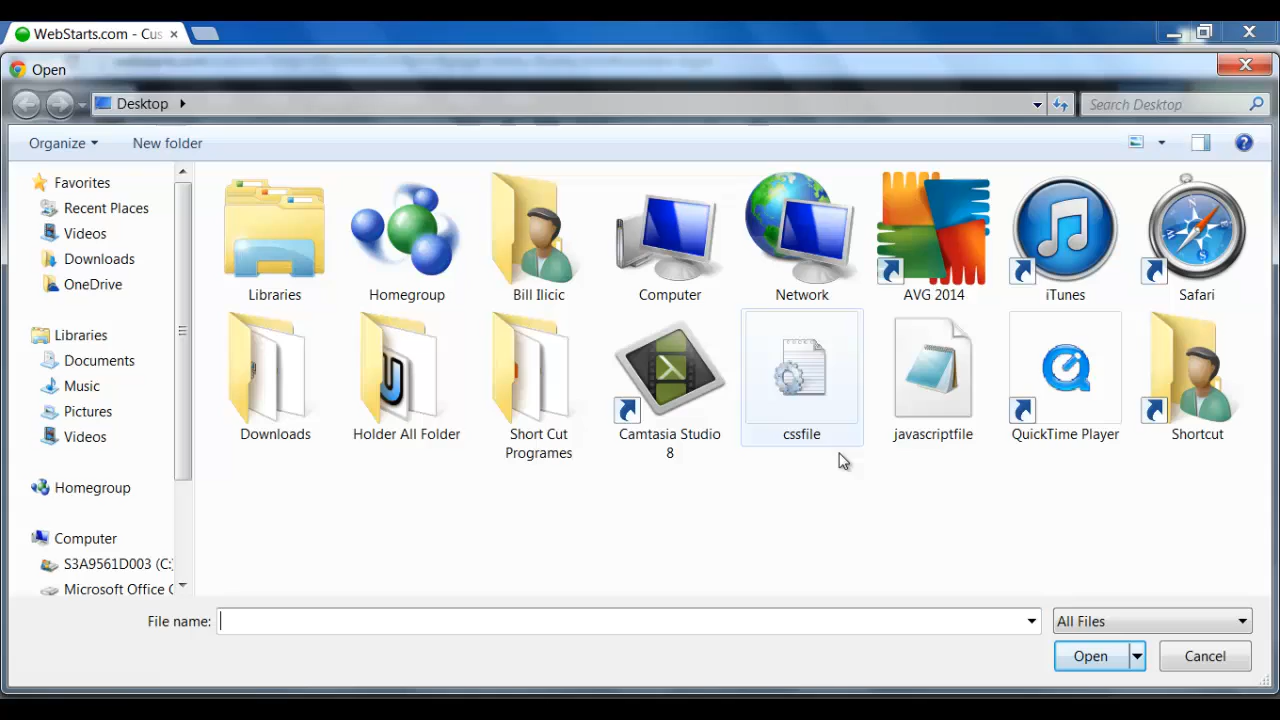 WebStarts.com - Cus
Open
Desktop
Search Desktop
Organize
New folder
Favorites
Recent Places
Videos
Downloads
OneDrive
Libraries
Documents
Music
Pictures
Videos
Homegroup
Computer
S3A9561D003 (C:
Microsoft Office C
Libraries
Homegroup
Bill Ilicic
Computer
Network
AVG 2014
iTunes
Safari
Downloads
Holder All Folder
Short Cut
Programes
Camtasia Studio
8
cssfile
javascriptfile
QuickTime Player
Shortcut
File name:
All Files
Open
Cancel